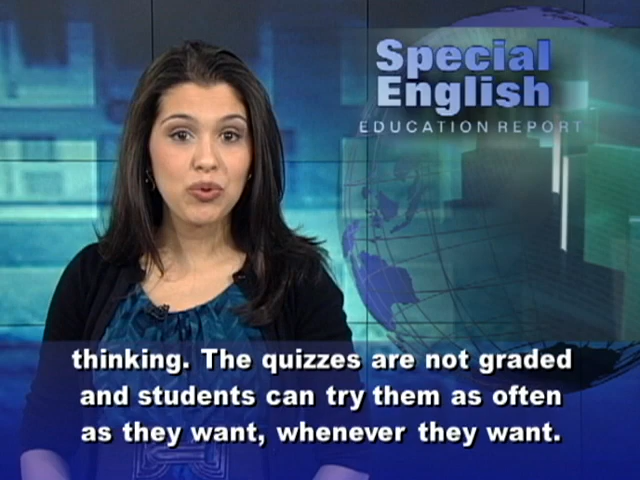 Special
English
EDUCATION REPORT
thinking. The quizzes are not graded
and students can try them as often
as they want, whenever they want.